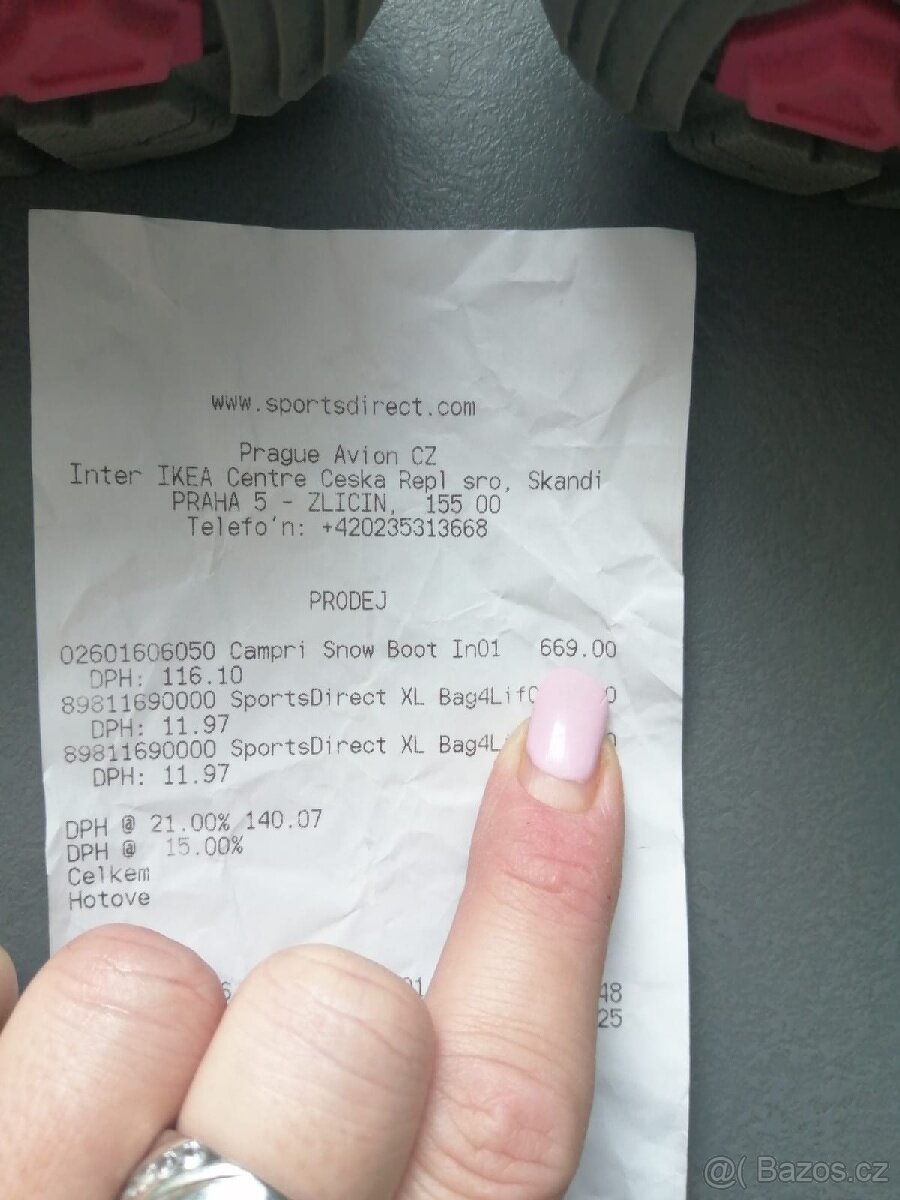 www.sportsdirect.com
Prague Avion CZ
Inter IKEA Centre Ceska Repl sro, Skandi
PRAHA 5 - ZLICIN, 155 00
Telefo'n: +420235313668
PRODEJ
02601606050 Campri Snow Boot In01 669.00
DPH: 116.10
89811690000 SportsDirect XL Bag4Lif
DPH: 11.97
89811690000 SportsDirect XL Bag4L
DPH: 11.97
DPH @ 21.00% 140.07
DPH @ 15.00%
Celkem
Hotove
48
25
@( Bazos.cz